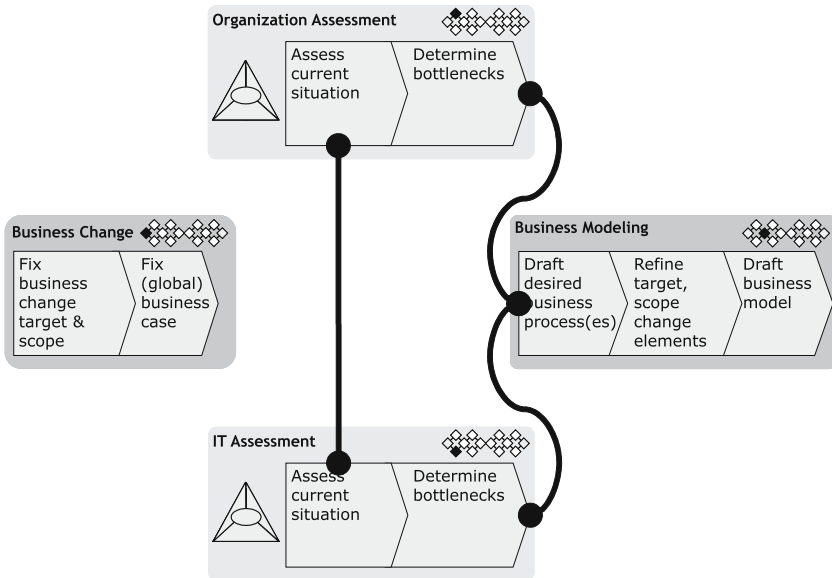 Organization Assessment
Assess
current
situation
Determine
bottlenecks
Business Change
Fix
business
change
target &
scope
Fix
(global)
business
case
Business Modeling
Draft
desired
business
process(es)
Refine
target,
scope
change
elements
Draft
business
model
IT Assessment
Assess
current
situation
Determine
bottlenecks